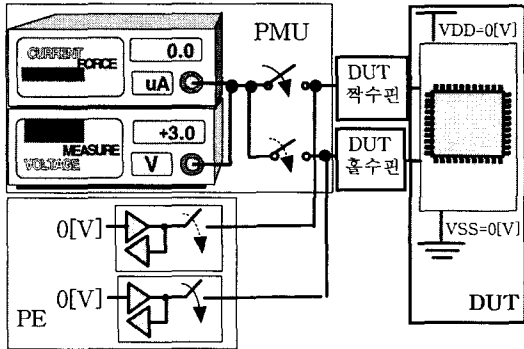 CURRENT
FORCE
0.0
uA
PMU
MEASURE
VOLTAGE
+3.0
V
DUT
짝수핀
DUT
홀수핀
VDD=0[V]
VSS=0[V]
DUT
0[V]
0[V]
PE